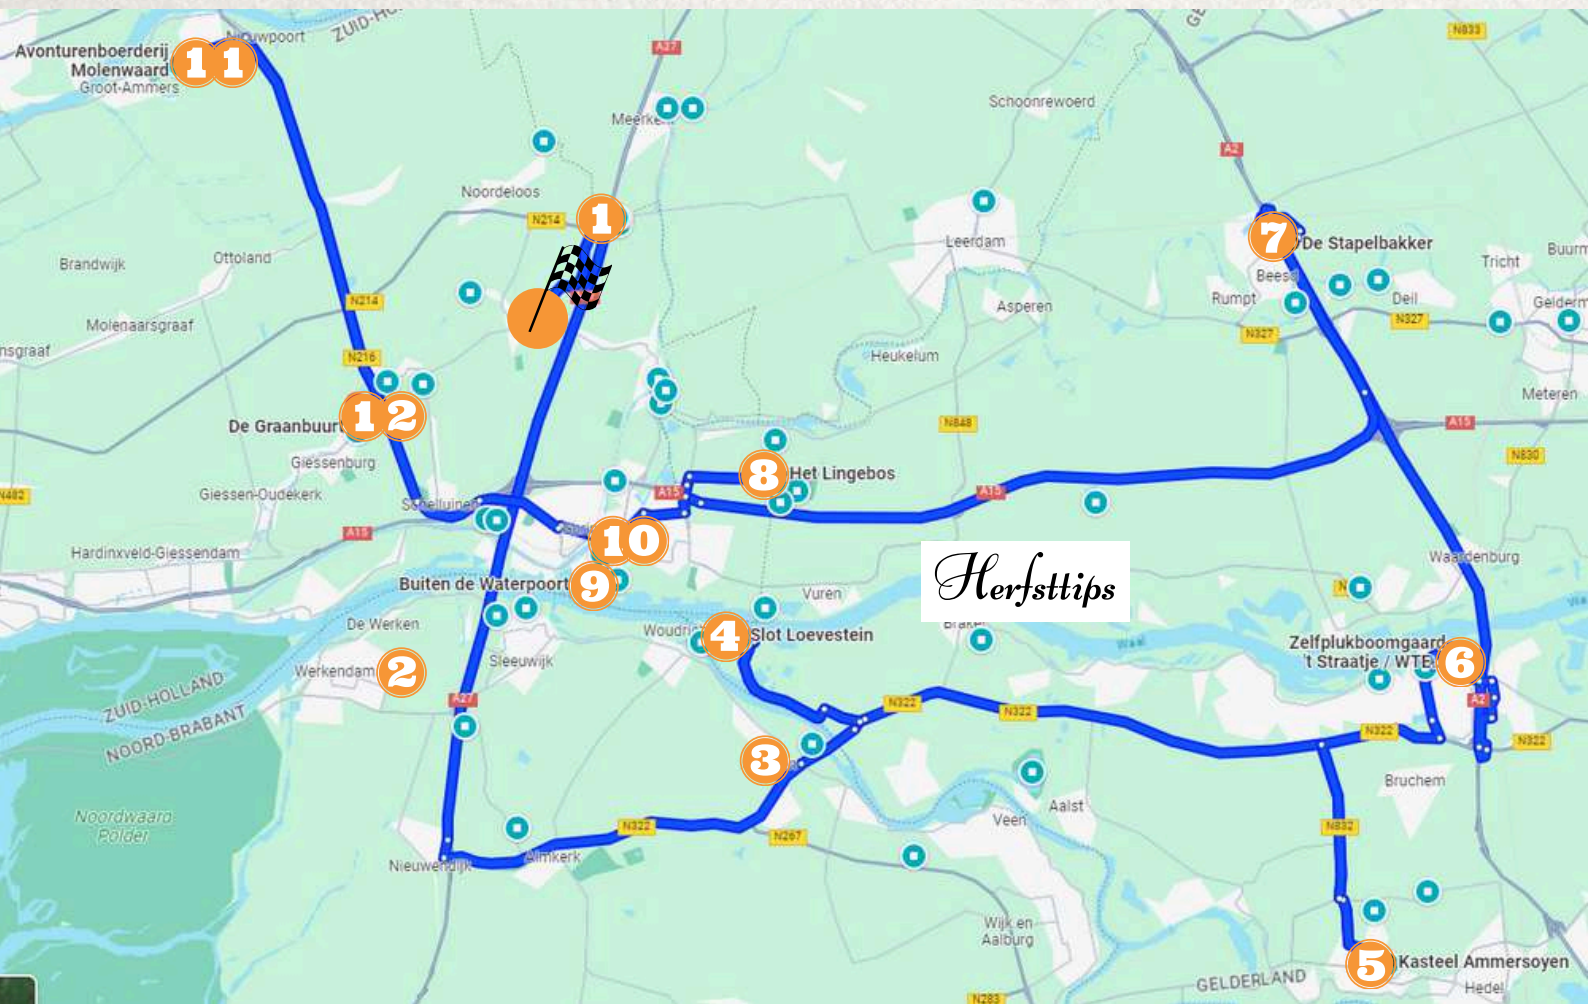 ZUID-HO
Nieuwpoort
Avonturenboerderij
Molenwaard
Groot-Ammers
11
A27
N833
Schoonrewoerd
Meerkerk
A2
Noordeloos
N214
1
Leerdam
7
De Stapelbakker
Beesd
Tricht
Buurm
Brandwijk
Ottoland
N214
Rumpt
Deil
Gelderm
Asperen
N327
N327
Molenaarsgraaf
nsgraaf
N216
Heukelum
Meteren
De Graanbuurt
12
N848
A15
Giessenburg
N830
8
Het Lingebos
N482
Giessen-Oudekerk
Schelluinen
A15
A15
A15
10
Hardinxveld-Giessendam
Waardenburg
Buiten de Waterpoort
9
Vuren
Herfsttips
De Werken
Brakel
Waal
Wa
4
Slot Loevestein
Woudri
Zelfplukboomgaard
't Straatje / WTE
6
Werkendam
2
Sleeuwijk
ZUID-HOLLAND
NOORD-BRABANT
A27
N322
N322
A2
N322
N322
3
Bruchem
Aalst
Noordwaard
Polder
N322
N267
Veen
N832
Nieuwendijk
Almkerk
Wijk en
Aalburg
5
Kasteel Ammersoyen
GELDERLAND
Hedel
N283